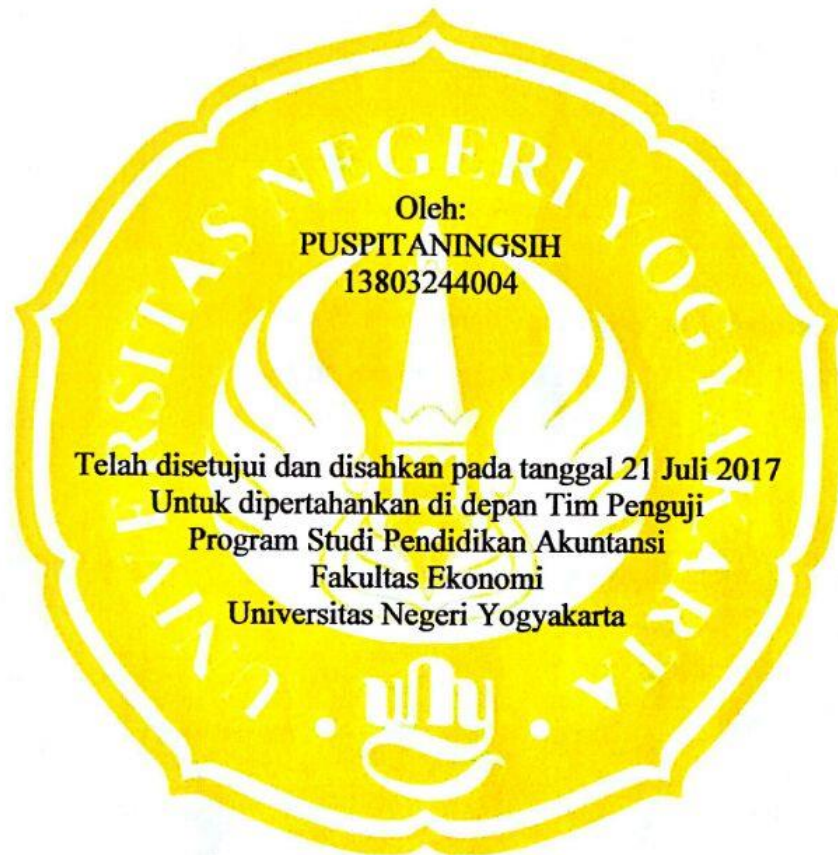 Oleh:
PUSPITANINGSIH
13803244004
Telah disetujui dan disahkan pada tanggal 21 Juli 2017
Untuk dipertahankan di depan Tim Penguji
Program Studi Pendidikan Akuntansi
Fakultas Ekonomi
Universitas Negeri Yogyakarta
UNIVERSITAS NEGERI YOGYAKARTA
uny